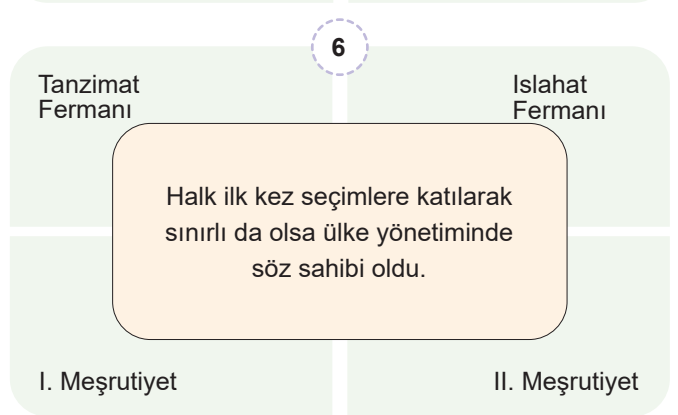 6
Tanzimat
Fermanı
Islahat
Fermanı
Halk ilk kez seçimlere katılarak
sınırlı da olsa ülke yönetiminde
söz sahibi oldu.
I. Meşrutiyet
II. Meşrutiyet